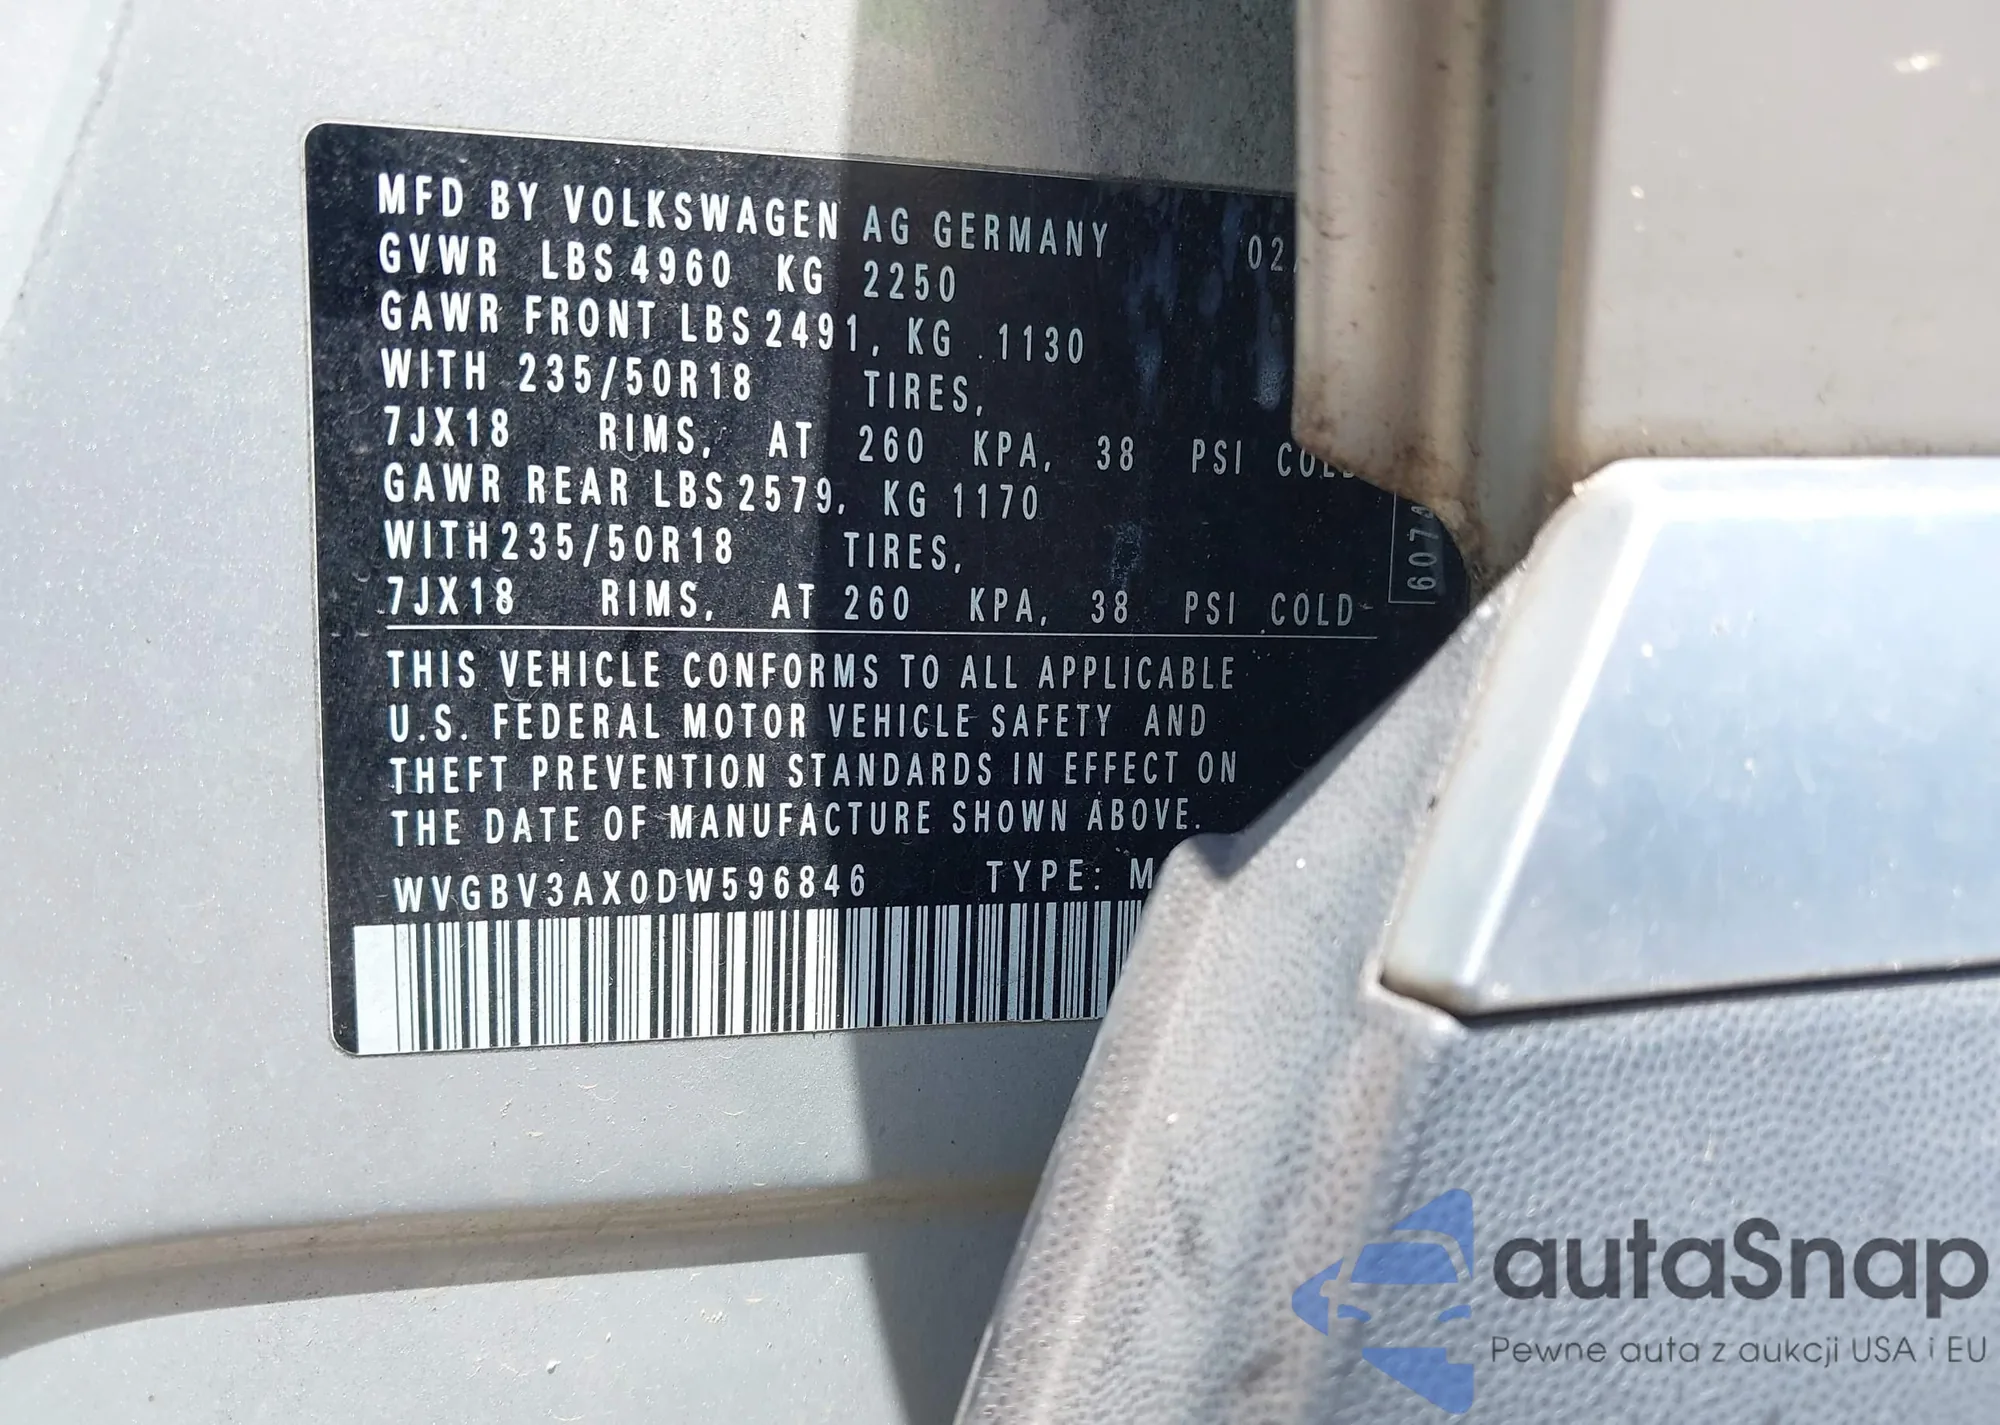 MFD BY VOLKSWAGEN AG GERMANY 02
GVWR LBS 4960 KG 2250
GAWR FRONT LBS 2491, KG .1130
WITH 235/50R18 TIRES,
7JX18 RIMS, AT 260 KPA, 38 PSI COLD
GAWR REAR LBS 2579, KG 1170
WITH 235/50R18 TIRES,
7JX18 RIMS, AT 260 KPA, 38 PSI COLD
THIS VEHICLE CONFORMS TO ALL APPLICABLE
U.S. FEDERAL MOTOR VEHICLE SAFETY AND
THEFT PREVENTION STANDARDS IN EFFECT ON
THE DATE OF MANUFACTURE SHOWN ABOVE.
WVGBV3AX0DW596846 TYPE: M
autaSnap
Pewne auta z aukcji USA i EU